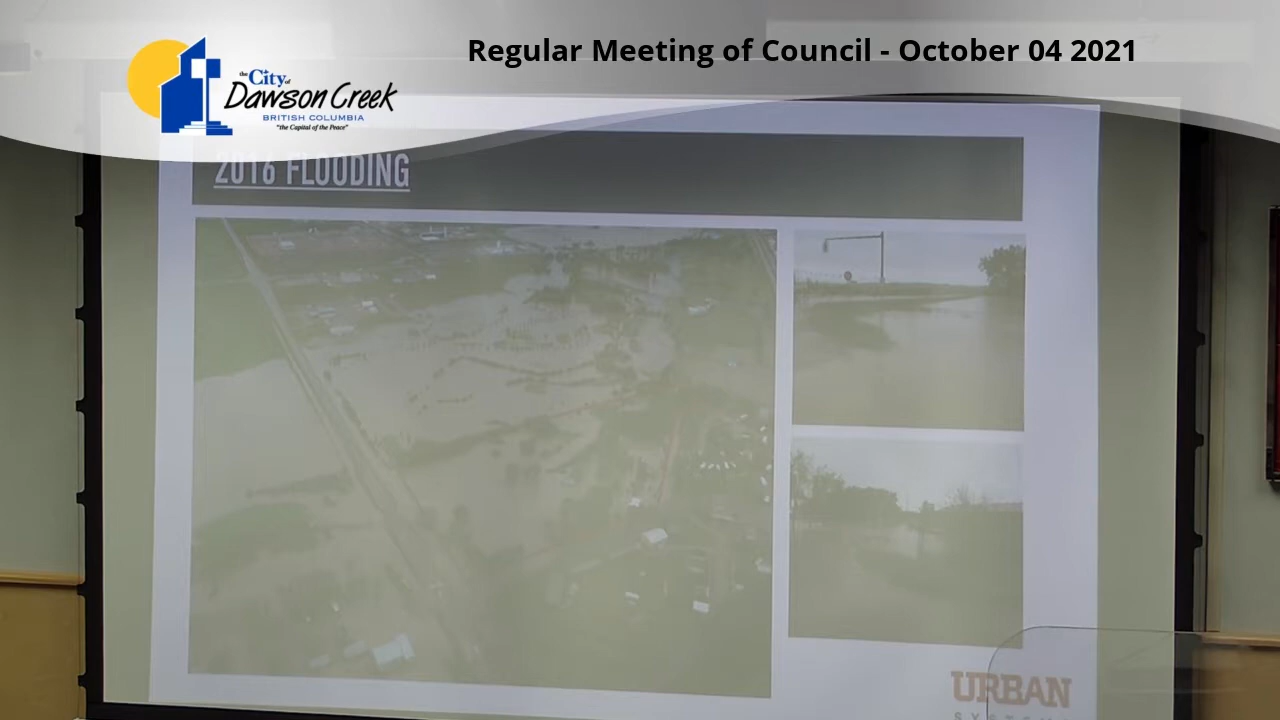 Regular Meeting of Council - October 04 2021
the City of
Dawson Creek
BRITISH COLUMBIA
"the Capital of the Peace"
2016 FLOODING
URBAN
SYSTEMS